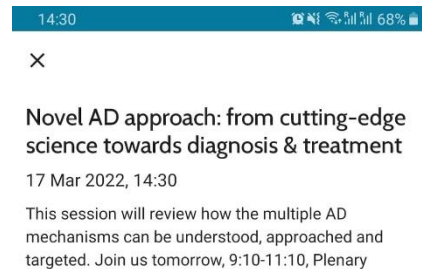 14:30
68%
Novel AD approach: from cutting-edge
science towards diagnosis & treatment
17 Mar 2022, 14:30
This session will review how the multiple AD
mechanisms can be understood, approached and
targeted. Join us tomorrow, 9:10-11:10, Plenary